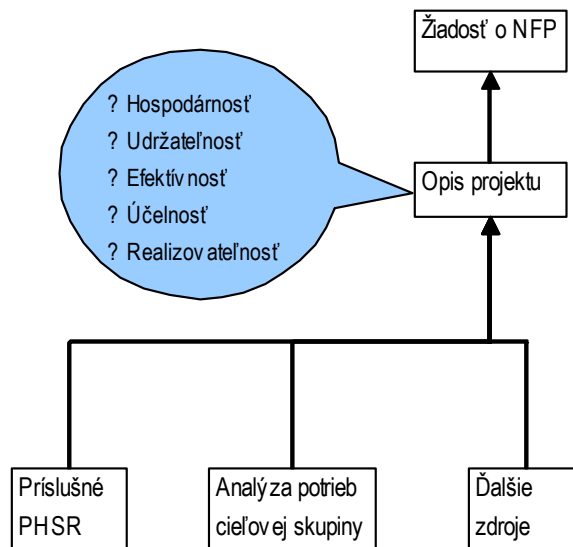 Žiadosť o NFP
? Hospodárnosť
? Udržateľnosť
? Efektívnosť
? Účelnosť
? Realizovateľnosť
Opis projektu
Príslušné
PHSR
Analýza potrieb
cieľovej skupiny
Ďalšie
zdroje